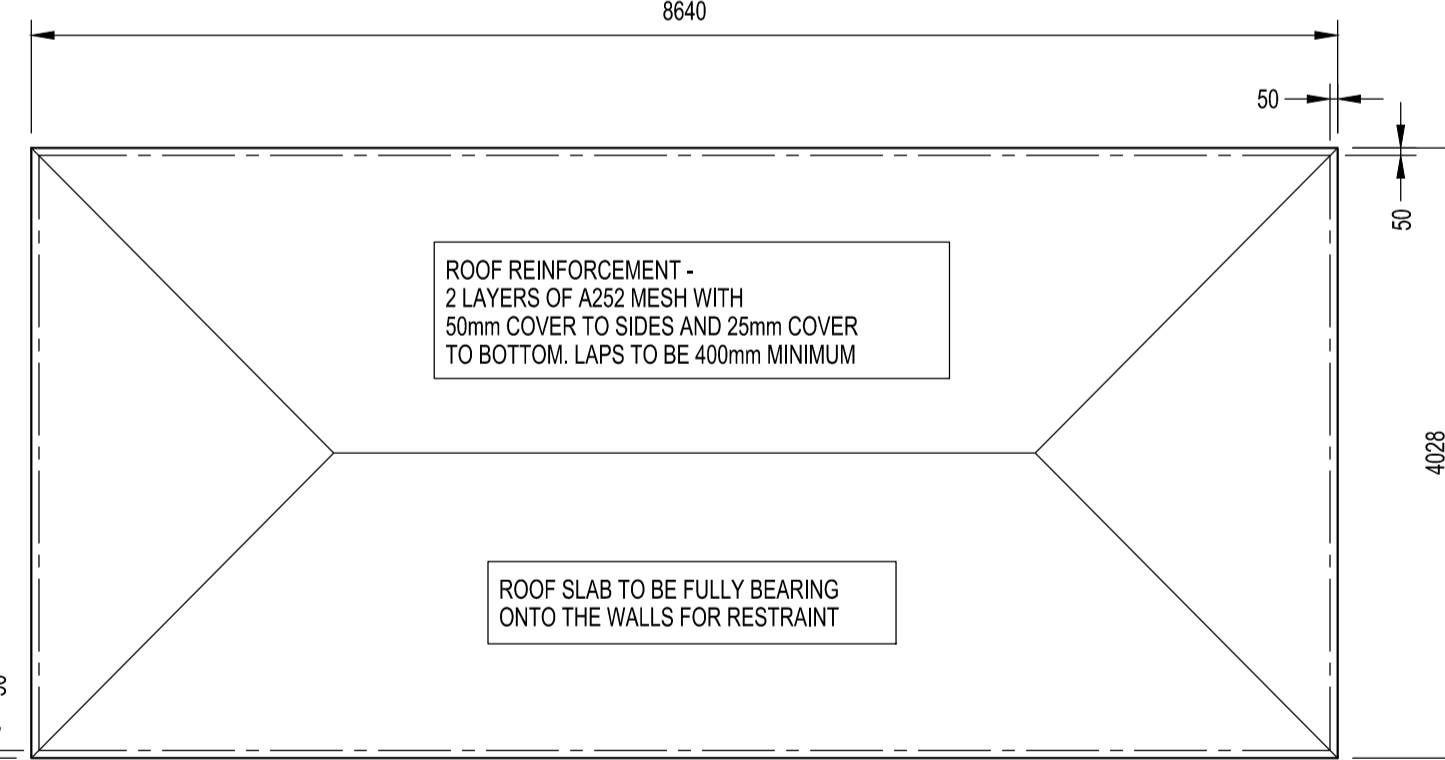 8640
50
50
ROOF REINFORCEMENT -
2 LAYERS OF A252 MESH WITH
50mm COVER TO SIDES AND 25mm COVER
TO BOTTOM. LAPS TO BE 400mm MINIMUM
4028
ROOF SLAB TO BE FULLY BEARING
ONTO THE WALLS FOR RESTRAINT